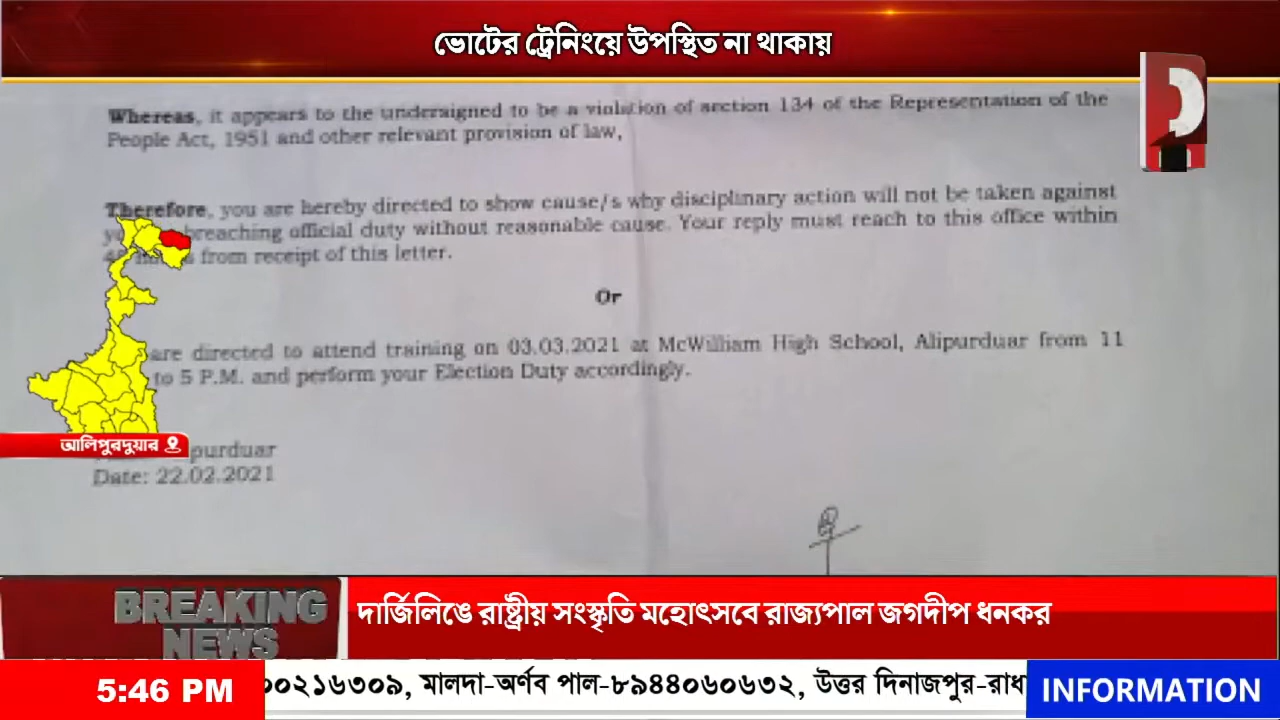 ভোটের ট্রেনিংয়ে উপস্থিত না থাকায়
Whereas, it appears to the undersigned to be a violation of section 134 of the Representation of the
People Act, 1951 and other relevant provision of law,
Therefore, you are hereby directed to show cause/s why disciplinary action will not be taken against
breaching official duty without reasonable cause. Your reply must reach to this office within
from receipt of this letter.
Or
are directed to attend training on 03.03.2021 at McWilliam High School, Alipurduar from 11
to 5 P.M. and perform your Election Duty accordingly.
আলিপুরদুয়ার
purduar
Date: 22.02.2021
BREAKING
NEWS
দার্জিলিঙে রাষ্ট্রীয় সংস্কৃতি মহোৎসবে রাজ্যপাল জগদীপ ধনকর
5:46 PM
০০২১৬৩০৯, মালদা-অর্ণব পাল-৮৯৪৪০৬০৬৩২, উত্তর দিনাজপুর-রাধ
INFORMATION